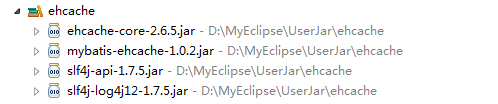 ehcache
ehcache-core-2.6.5.jar - D:\MyEclipse\UserJar\ehcache
mybatis-ehcache-1.0.2.jar - D:\MyEclipse\UserJar\ehcache
slf4j-api-1.7.5.jar - D:\MyEclipse\UserJar\ehcache
slf4j-log4j12-1.7.5.jar - D:\MyEclipse\UserJar\ehcache